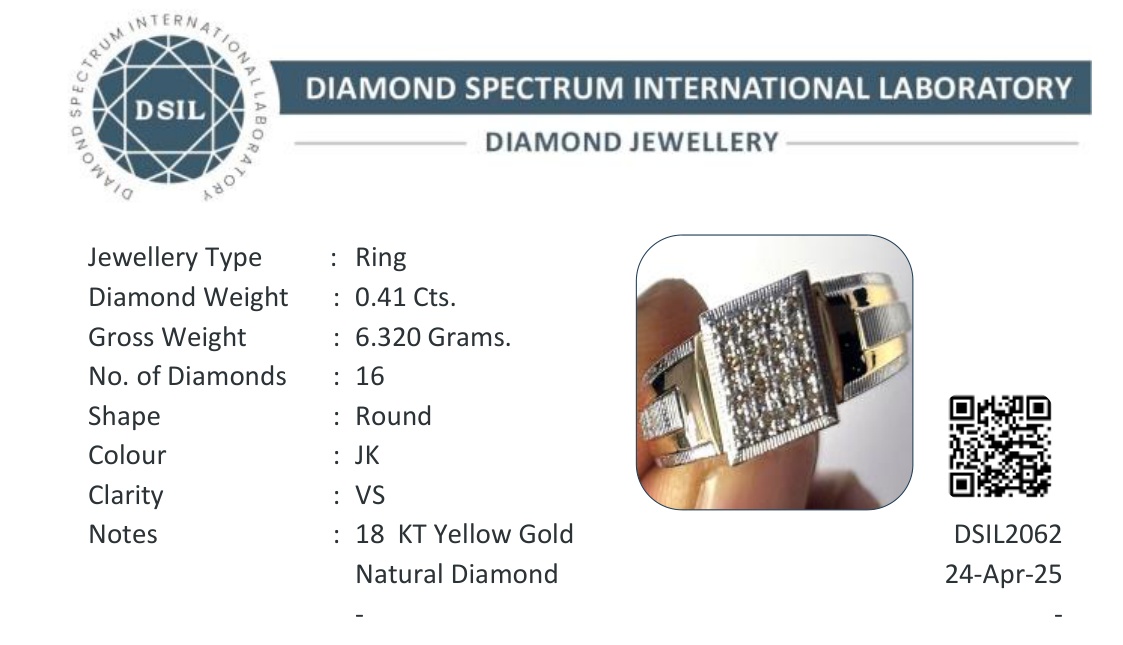 DIAMOND SPECTRUM INTERNATIONAL LABORATORY
DSIL
DIAMOND SPECTRUM INTERNATIONAL LABORATORY
DIAMOND JEWELLERY
Jewellery Type : Ring
Diamond Weight : 0.41 Cts.
Gross Weight : 6.320 Grams.
No. of Diamonds : 16
Shape : Round
Colour : JK
Clarity : VS
Notes : 18 KT Yellow Gold
Natural Diamond
-
DSIL2062
24-Apr-25
-